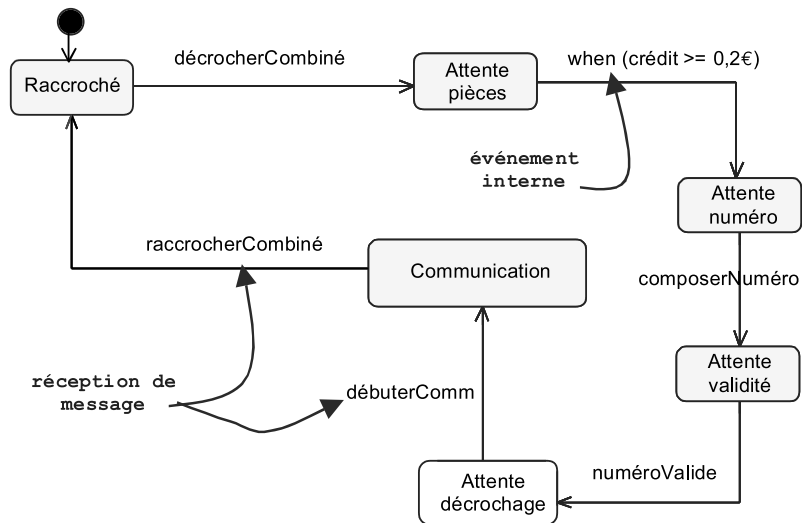 décrocherCombiné
Raccroché
Attente
pièces
when (crédit >= 0,2€)
événement
interne
Attente
numéro
raccrocherCombiné
Communication
composerNuméro
réception de
message
débuterComm
Attente
validité
Attente
décrochage
numéroValide